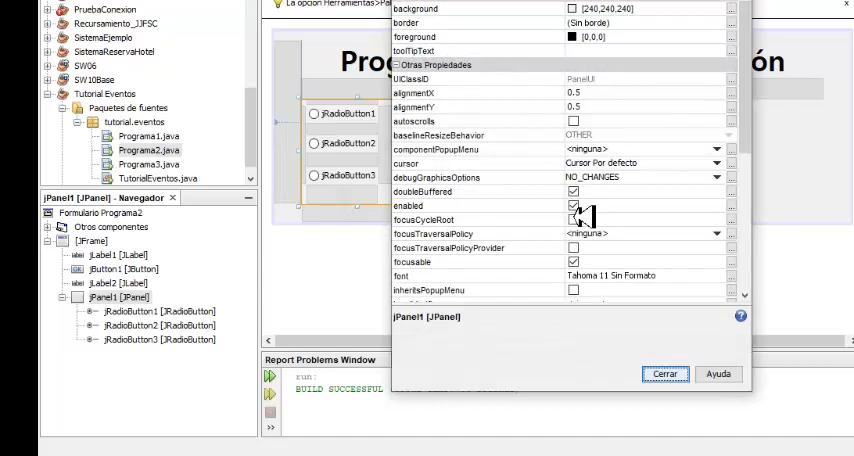 PruebaConexion
Recursamiento_JJFSC
SistemaEjemplo
SistemaReservaHotel
SW06
SW10Base
Tutorial Eventos
Paquetes de fuentes
tutorial.eventos
Programa1.java
Programa2.java
Programa3.java
TutorialEventos.java
jPanel1 [JPanel] - Navegador
Formulario Programa2
Otros componentes
[JFrame]
jLabel1 [JLabel]
jButton1 [JButton]
jLabel2 [JLabel]
jPanel1 [JPanel]
jRadioButton1 [JRadioButton]
jRadioButton2 [JRadioButton]
jRadioButton3 [JRadioButton]
La opción Herramientas>Pal
Prog
ón
jRadioButton1
jRadioButton2
jRadioButton3
background [240,240,240]
border (Sin borde)
foreground [0,0,0]
toolTipText
Otras Propiedades
UIClassID PanelUI
alignmentX 0.5
alignmentY 0.5
autoscrolls
baselineResizeBehavior OTHER
componentPopupMenu <ninguna>
cursor Cursor Por defecto
debugGraphicsOptions NO_CHANGES
doubleBuffered
enabled
focusCycleRoot
focusTraversalPolicy <ninguna>
focusTraversalPolicyProvider
focusable
font Tahoma 11 Sin Formato
inheritsPopupMenu
jPanel1 [JPanel]
Cerrar
Ayuda
Report Problems Window
run:
BUILD SUCCESSFUL